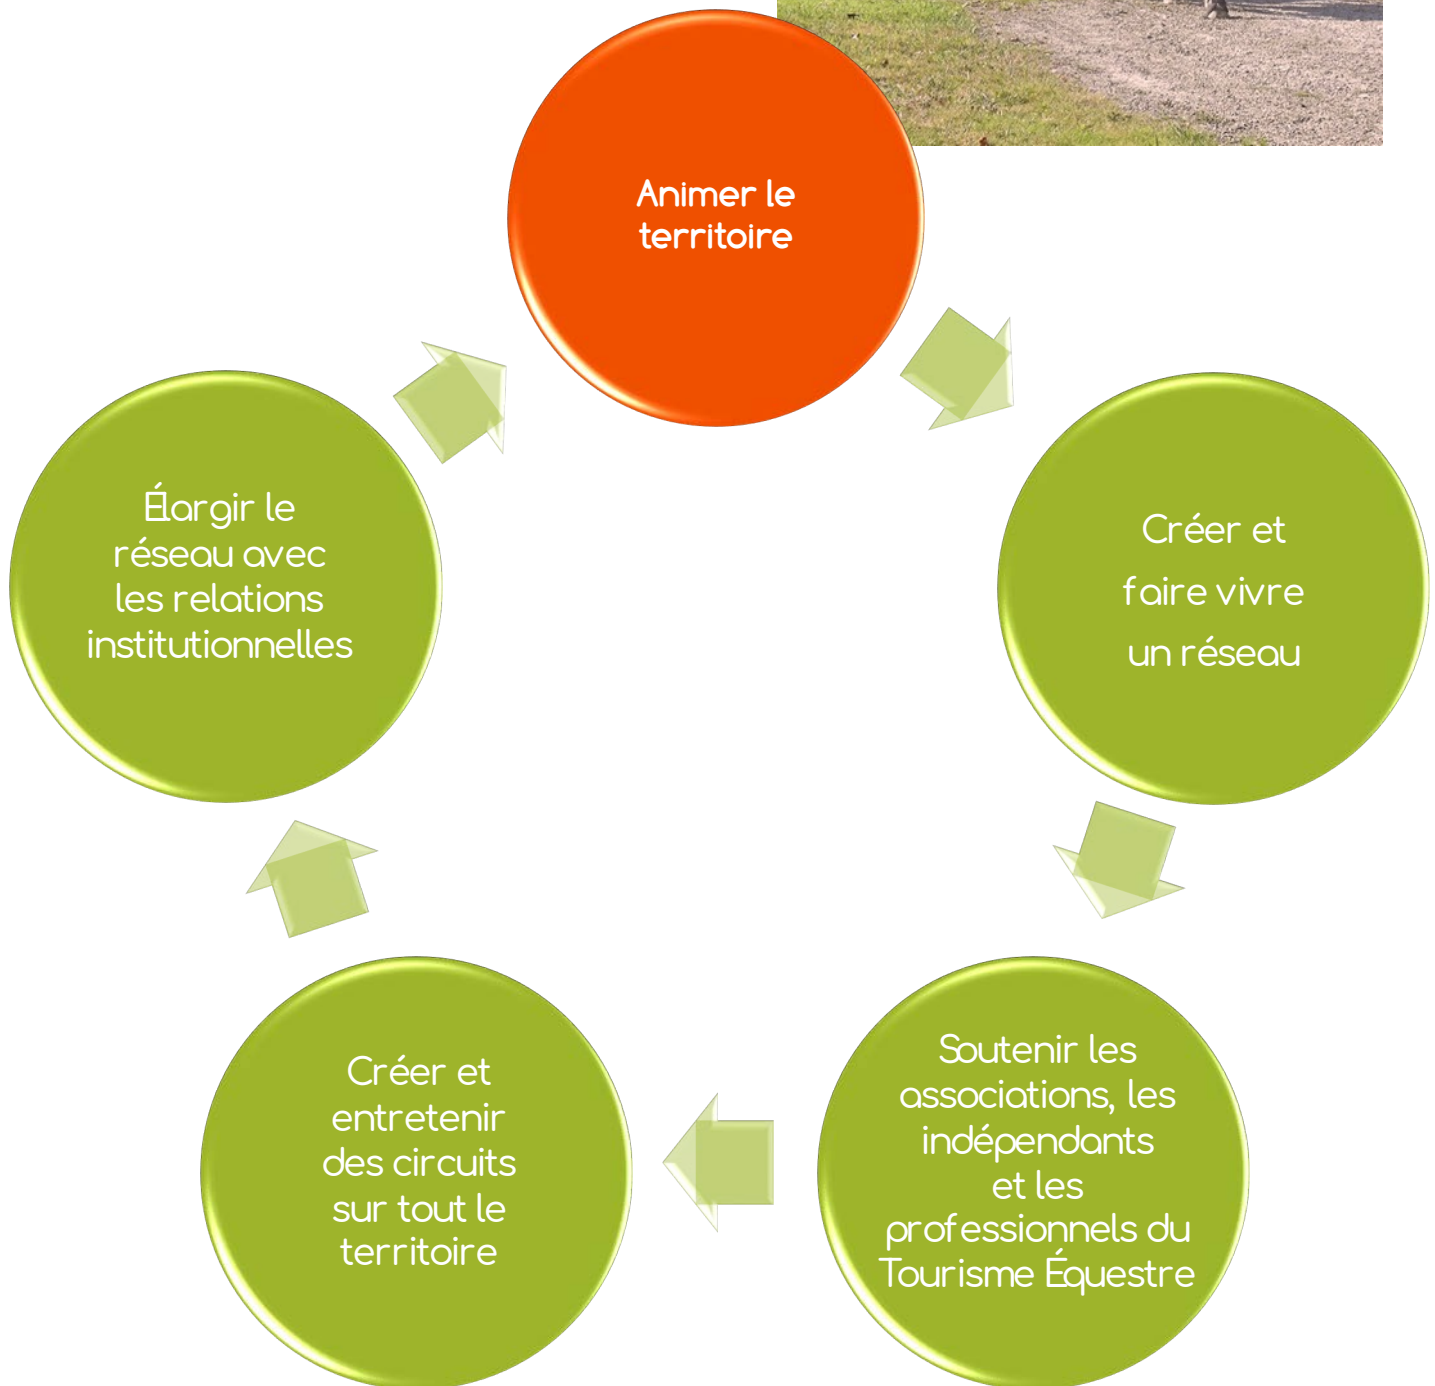 Animer le
territoire
Créer et
faire vivre
un réseau
Soutenir les
associations, les
indépendants
et les
professionnels du
Tourisme Équestre
Créer et
entretenir
des circuits
sur tout le
territoire
Élargir le
réseau avec
les relations
institutionnelles